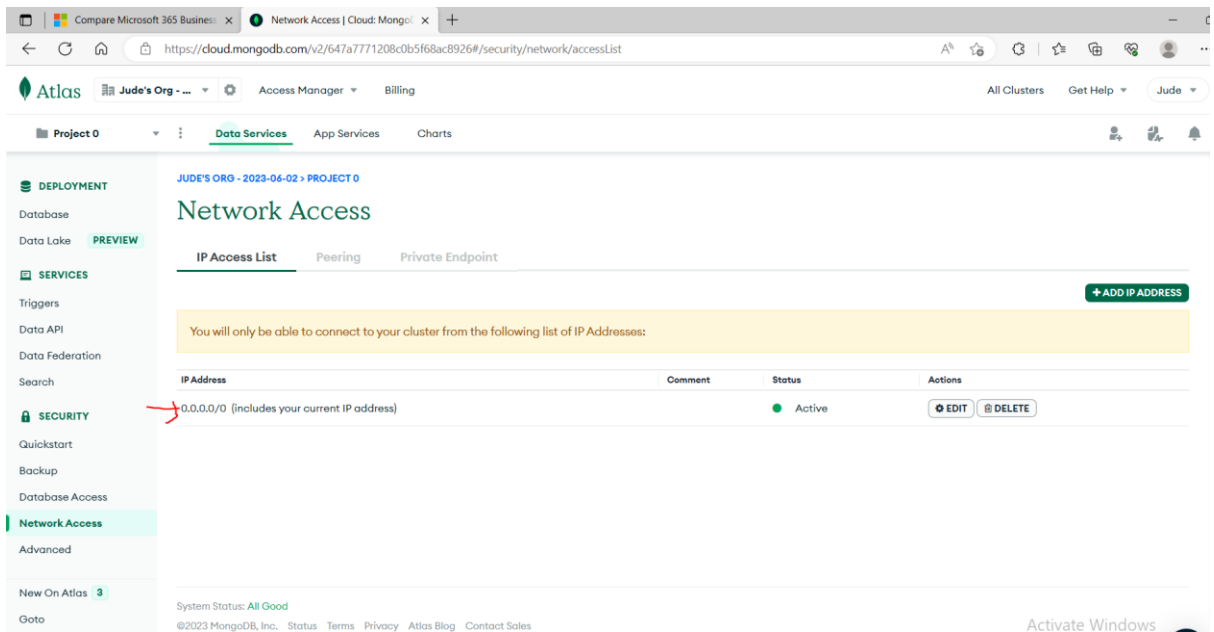 Compare Microsoft 365 Business
Network Access | Cloud: Mongo
https://cloud.mongodb.com/v2/647a7771208c0b5f68ac8926#/security/network/accessList
Atlas
Jude's Org - ...
Access Manager
Billing
All Clusters
Get Help
Jude
Project 0
Data Services
App Services
Charts
DEPLOYMENT
Database
Data Lake PREVIEW
SERVICES
Triggers
Data API
Data Federation
Search
SECURITY
Quickstart
Backup
Database Access
Network Access
Advanced
New On Atlas 3
Goto
JUDE'S ORG - 2023-06-02 > PROJECT 0
Network Access
IP Access List Peering Private Endpoint
+ ADD IP ADDRESS
You will only be able to connect to your cluster from the following list of IP Addresses:
IP Address Comment Status Actions
0.0.0.0/0 (includes your current IP address) Active EDIT DELETE
System Status: All Good
©2023 MongoDB, Inc. Status Terms Privacy Atlas Blog Contact Sales
Activate Windows